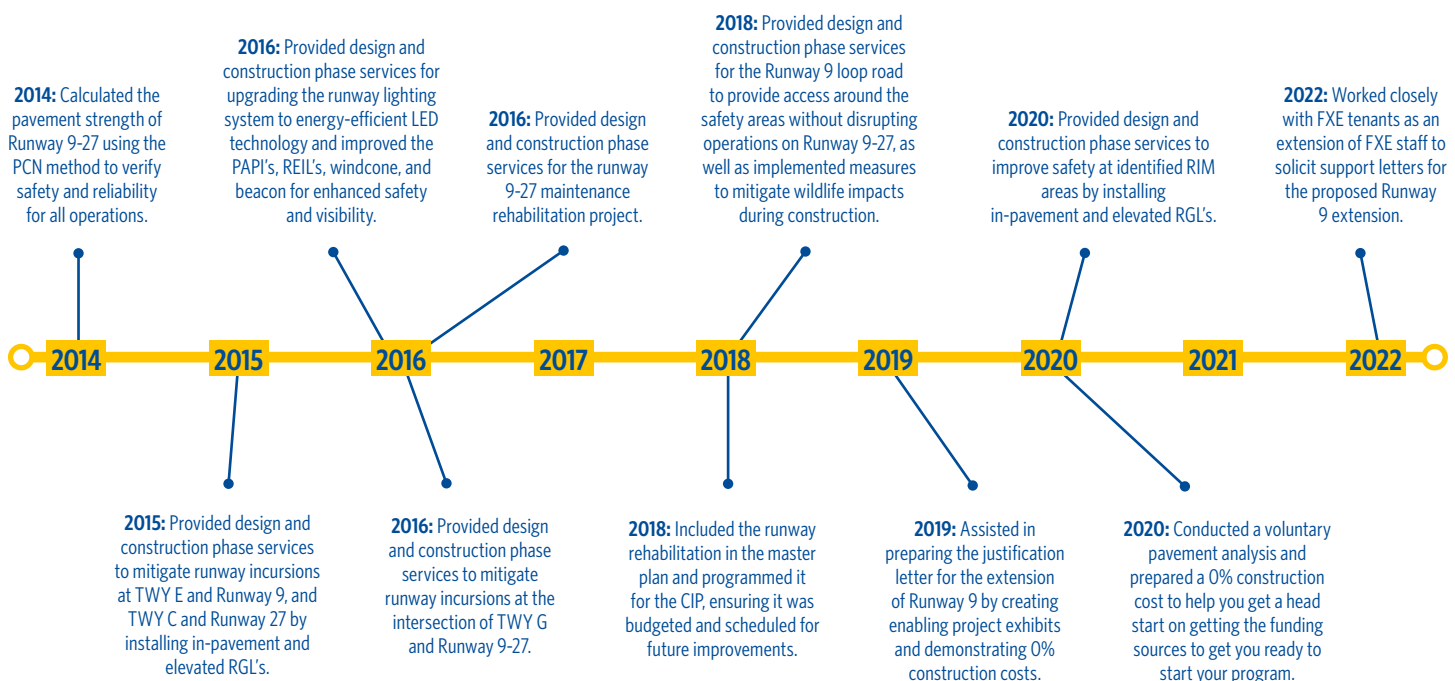 2014: Calculated the
pavement strength of
Runway 9-27 using the
PCN method to verify
safety and reliability
for all operations.
2016: Provided design and
construction phase services for
upgrading the runway lighting
system to energy-efficient LED
technology and improved the
PAPI's, REIL's, windcone, and
beacon for enhanced safety
and visibility.
2016: Provided design
and construction phase
services for the runway
9-27 maintenance
rehabilitation project.
2018: Provided design and
construction phase services
for the Runway 9 loop road
to provide access around the
safety areas without disrupting
operations on Runway 9-27, as
well as implemented measures
to mitigate wildlife impacts
during construction.
2020: Provided design and
construction phase services to
improve safety at identified RIM
areas by installing
in-pavement and elevated RGL's.
2022: Worked closely
with FXE tenants as an
extension of FXE staff to
solicit support letters for
the proposed Runway
9 extension.
2014 2015 2016 2017 2018 2019 2020 2021 2022
2015: Provided design and
construction phase services
to mitigate runway incursions
at TWY E and Runway 9, and
TWY C and Runway 27 by
installing in-pavement and
elevated RGL's.
2016: Provided design
and construction phase
services to mitigate
runway incursions at the
intersection of TWY G
and Runway 9-27.
2018: Included the runway
rehabilitation in the master
plan and programmed it
for the CIP, ensuring it was
budgeted and scheduled for
future improvements.
2019: Assisted in
preparing the justification
letter for the extension
of Runway 9 by creating
enabling project exhibits
and demonstrating 0%
construction costs.
2020: Conducted a voluntary
pavement analysis and
prepared a 0% construction
cost to help you get a head
start on getting the funding
sources to get you ready to
start your program.